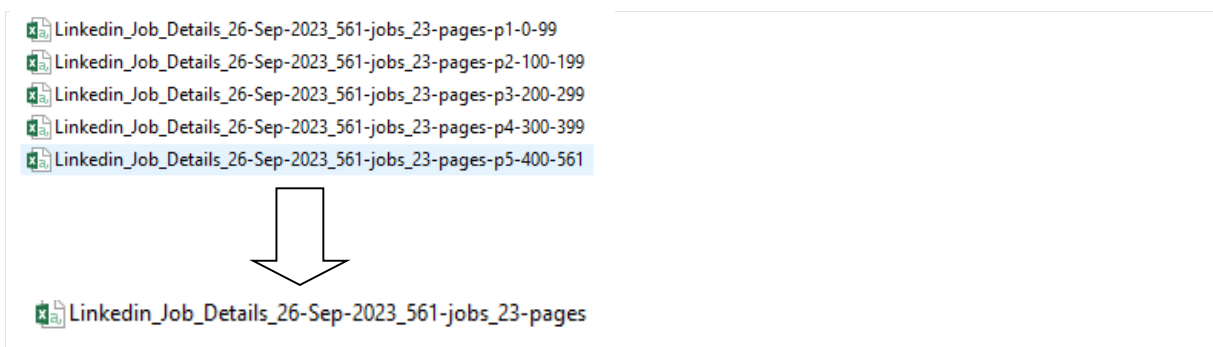 Linkedin_Job_Details_26-Sep-2023_561-jobs_23-pages-p1-0-99
Linkedin_Job_Details_26-Sep-2023_561-jobs_23-pages-p2-100-199
Linkedin_Job_Details_26-Sep-2023_561-jobs_23-pages-p3-200-299
Linkedin_Job_Details_26-Sep-2023_561-jobs_23-pages-p4-300-399
Linkedin_Job_Details_26-Sep-2023_561-jobs_23-pages-p5-400-561
Linkedin_Job_Details_26-Sep-2023_561-jobs_23-pages